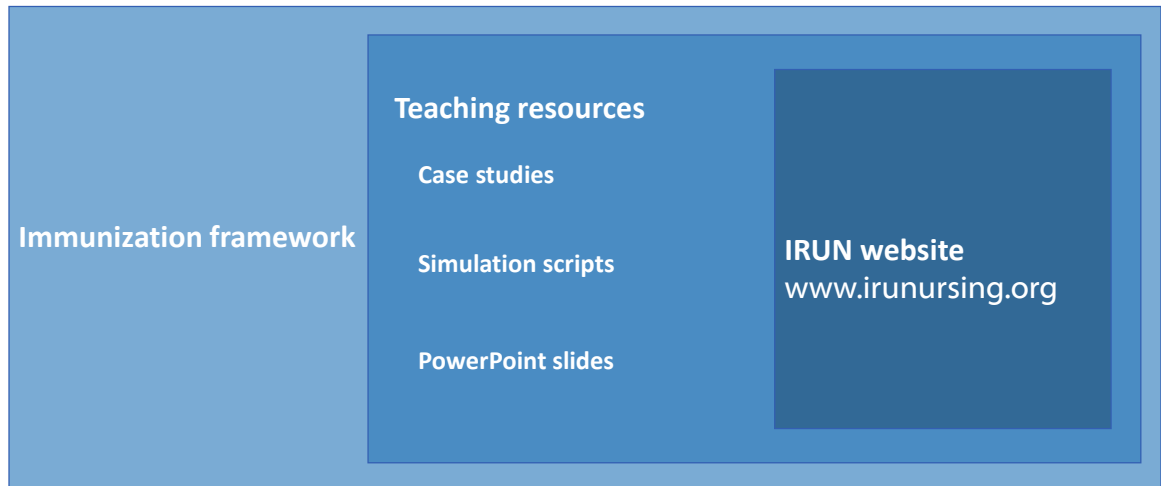 Immunization framework
Teaching resources
Case studies
Simulation scripts
PowerPoint slides
IRUN website
www.irunursing.org